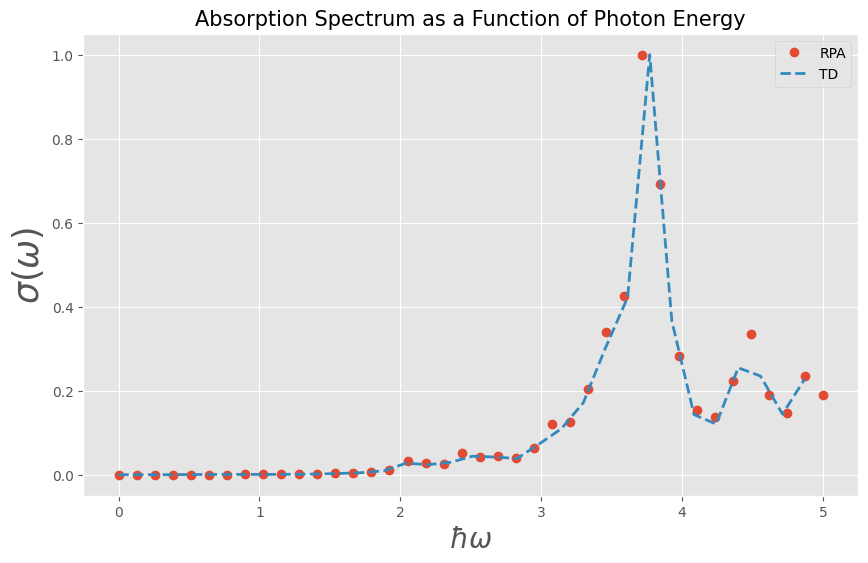 Absorption Spectrum as a Function of Photon Energy
RPA
TD
1.0
0.8
0.6
0.4
0.2
0.0
σ(ω)
0 1 2 3 4 5
ħω